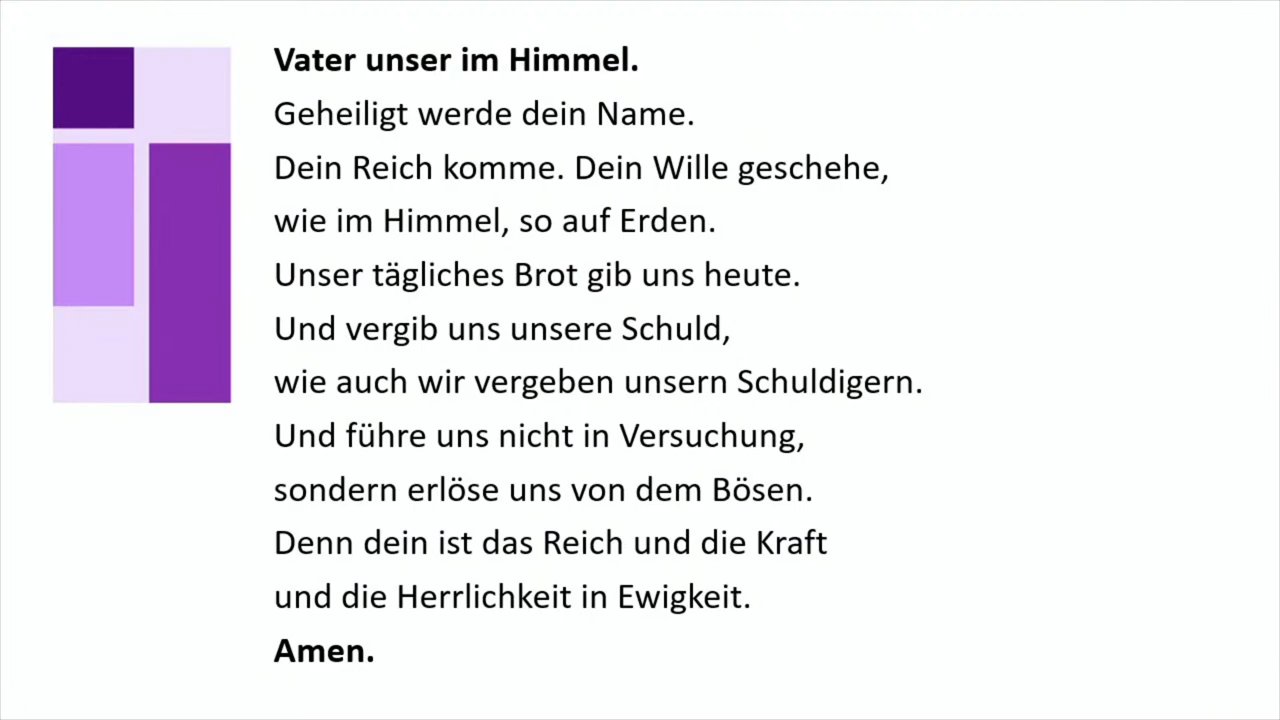 Vater unser im Himmel.
Geheiligt werde dein Name.
Dein Reich komme. Dein Wille geschehe,
wie im Himmel, so auf Erden.
Unser tägliches Brot gib uns heute.
Und vergib uns unsere Schuld,
wie auch wir vergeben unsern Schuldigern.
Und führe uns nicht in Versuchung,
sondern erlöse uns von dem Bösen.
Denn dein ist das Reich und die Kraft
und die Herrlichkeit in Ewigkeit.
Amen.